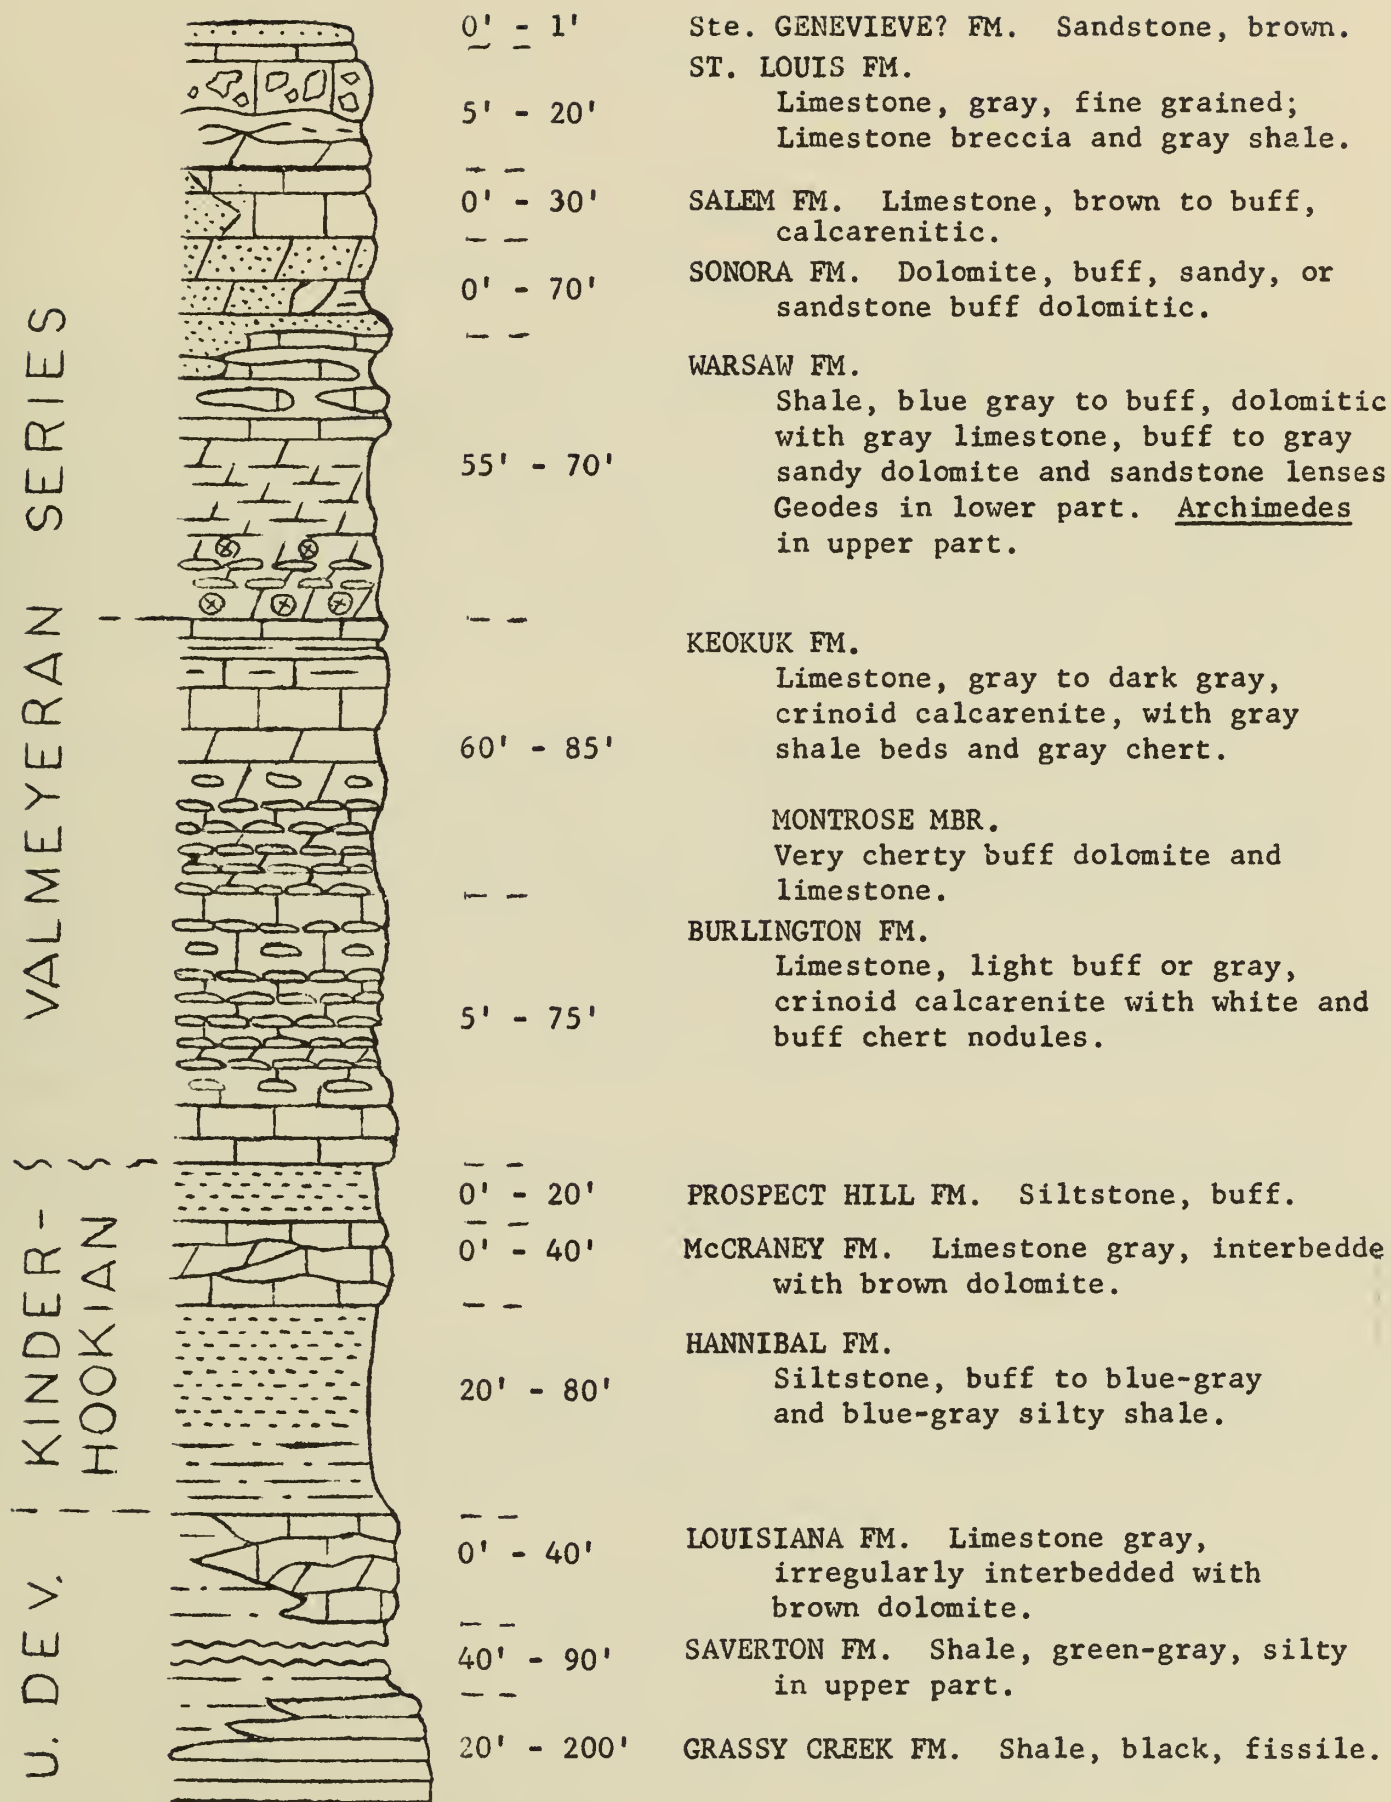 VALMEYERAN SERIES
KINDER-
HOOKIAN
U. DEV.
0' - 1' Ste. GENEVIEVE? FM. Sandstone, brown.
ST. LOUIS FM.
5' - 20' Limestone, gray, fine grained;
Limestone breccia and gray shale.
0' - 30' SALEM FM. Limestone, brown to buff,
calcarenitic.
0' - 70' SONORA FM. Dolomite, buff, sandy, or
sandstone buff dolomitic.
WARSAW FM.
Shale, blue gray to buff, dolomitic
with gray limestone, buff to gray
55' - 70' sandy dolomite and sandstone lenses
Geodes in lower part. Archimedes
in upper part.
KEOKUK FM.
Limestone, gray to dark gray,
crinoid calcarenite, with gray
60' - 85' shale beds and gray chert.
MONTROSE MBR.
Very cherty buff dolomite and
limestone.
BURLINGTON FM.
Limestone, light buff or gray,
crinoid calcarenite with white and
5' - 75' buff chert nodules.
0' - 20' PROSPECT HILL FM. Siltstone, buff.
0' - 40' McCRANEY FM. Limestone gray, interbedde
with brown dolomite.
HANNIBAL FM.
20' - 80' Siltstone, buff to blue-gray
and blue-gray silty shale.
0' - 40' LOUISIANA FM. Limestone gray,
irregularly interbedded with
brown dolomite.
40' - 90' SAVERTON FM. Shale, green-gray, silty
in upper part.
20' - 200' GRASSY CREEK FM. Shale, black, fissile.